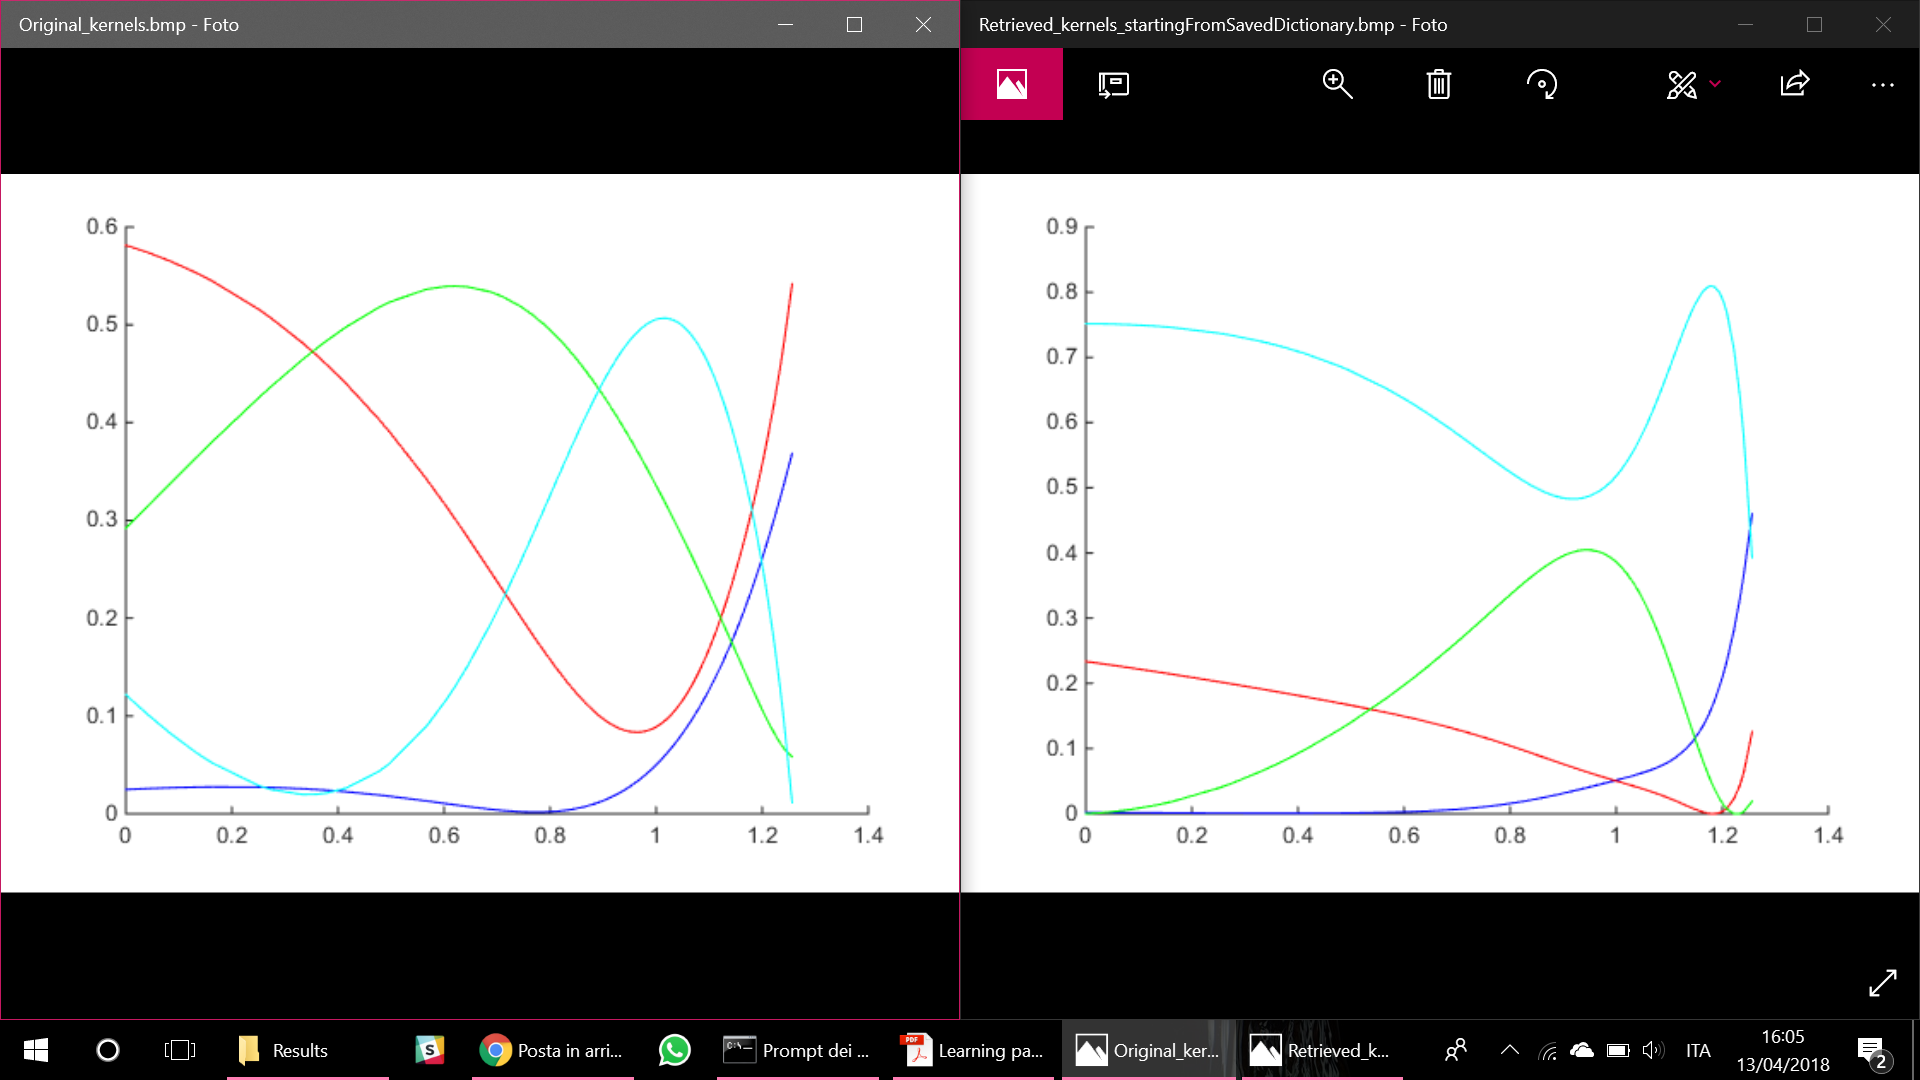 Original_kernels.bmp - Foto
Retrieved_kernels_startingFromSavedDictionary.bmp - Foto
0.6
0.5
0.4
0.3
0.2
0.1
0
0 0.2 0.4 0.6 0.8 1 1.2 1.4
0.9
0.8
0.7
0.6
0.5
0.4
0.3
0.2
0.1
0
0 0.2 0.4 0.6 0.8 1 1.2 1.4
Results
S
Posta in arri...
C:\-
Prompt dei ...
PDF
Learning pa...
Original_ker...
Retrieved_k...
ITA
16:05
13/04/2018
2